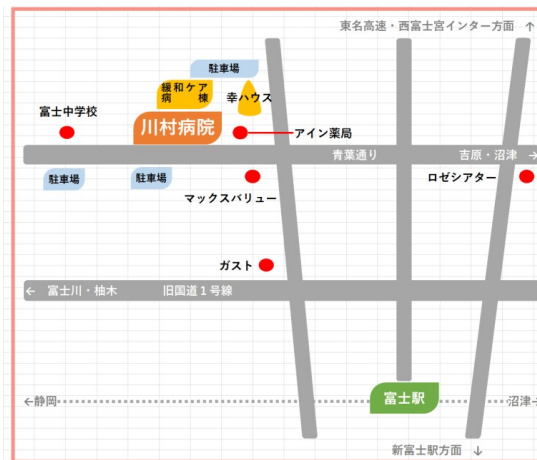 東名高速・西富士宮インター方面 ↑
駐車場
緩和ケア
病棟
幸ハウス
富士中学校
川村病院
アイン薬局
青葉通り
吉原・沼津 →
駐車場
駐車場
マックスバリュー
ロゼシアター
ガスト
← 富士川・柚木
旧国道1号線
富士駅
←静岡
沼津→
新富士駅方面 ↓